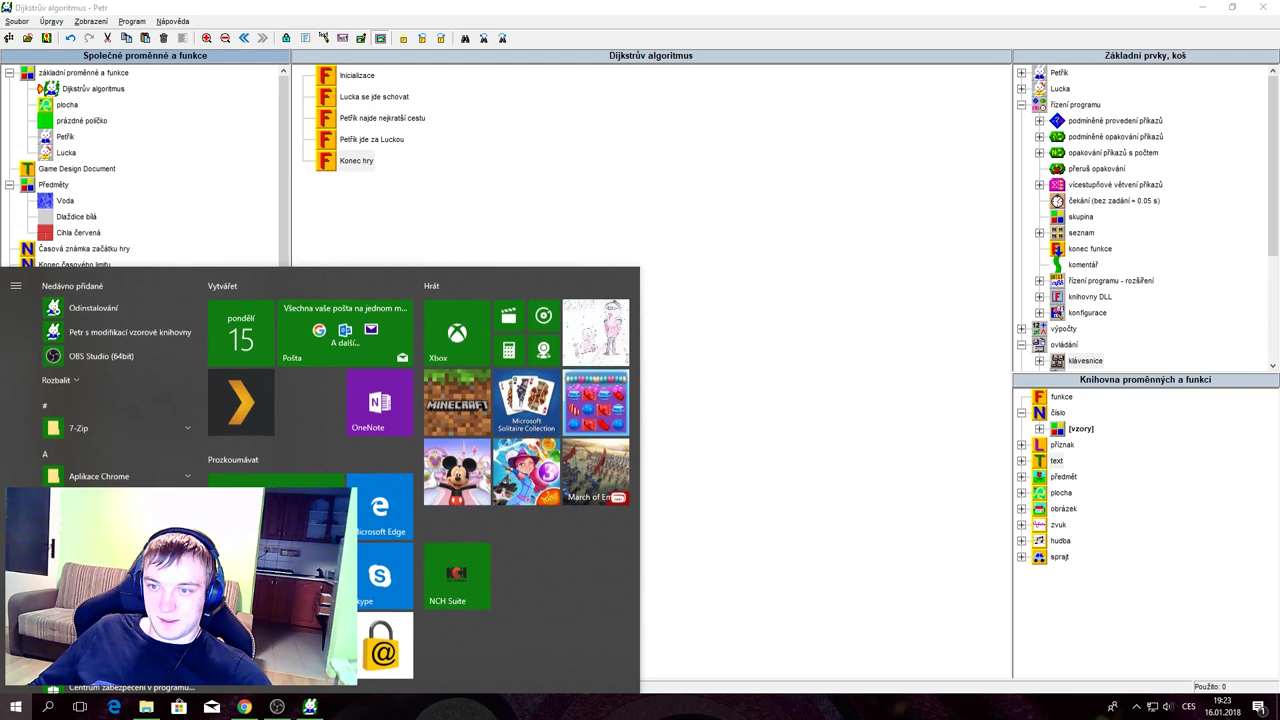 Dijkstrův algoritmus - Petr
Soubor Úpravy Zobrazení Program Nápověda
Společné proměnné a funkce
základní proměnné a funkce
Dijkstrův algoritmus
plocha
prázdné políčko
Petřík
Lucka
Game Design Document
Předměty
Voda
Dlaždice bílá
Cihla červená
Časová známka začátku hry
Konec časového limitu
Dijkstrův algoritmus
Inicializace
Lucka se jde schovat
Petřík najde nejkratší cestu
Petřík jde za Luckou
Konec hry
Základní prvky, koš
Petřík
Lucka
řízení programu
podmíněné provedení příkazů
podmíněné opakování příkazů
opakování příkazů s počtem
přeruš opakování
vícestupňové větvení příkazů
čekání (bez zadání = 0.05 s)
skupina
seznam
konec funkce
komentář
řízení programu - rozšíření
knihovny DLL
konfigurace
výpočty
ovládání
klávesnice
Knihovna proměnných a funkcí
funkce
číslo
[vzory]
příznak
text
předmět
plocha
obrázek
zvuk
hudba
sprajt
Použito: 0
Nedávno přidané
Odinstalování
Petr s modifikací vzorové knihovny
OBS Studio (64bit)
Rozbalit
#
7-Zip
A
Aplikace Chrome
Centrum zabezpečení v programu...
Vytvářet
pondělí
15
Všechna vaše pošta na jednom m...
A další...
Pošta
OneNote
Prozkoumávat
Microsoft Edge
kype
Hrát
Xbox
MINECRAFT
Microsoft
Solitaire Collection
March of Em
NCH
NCH Suite
CES
19:23
16.01.2018